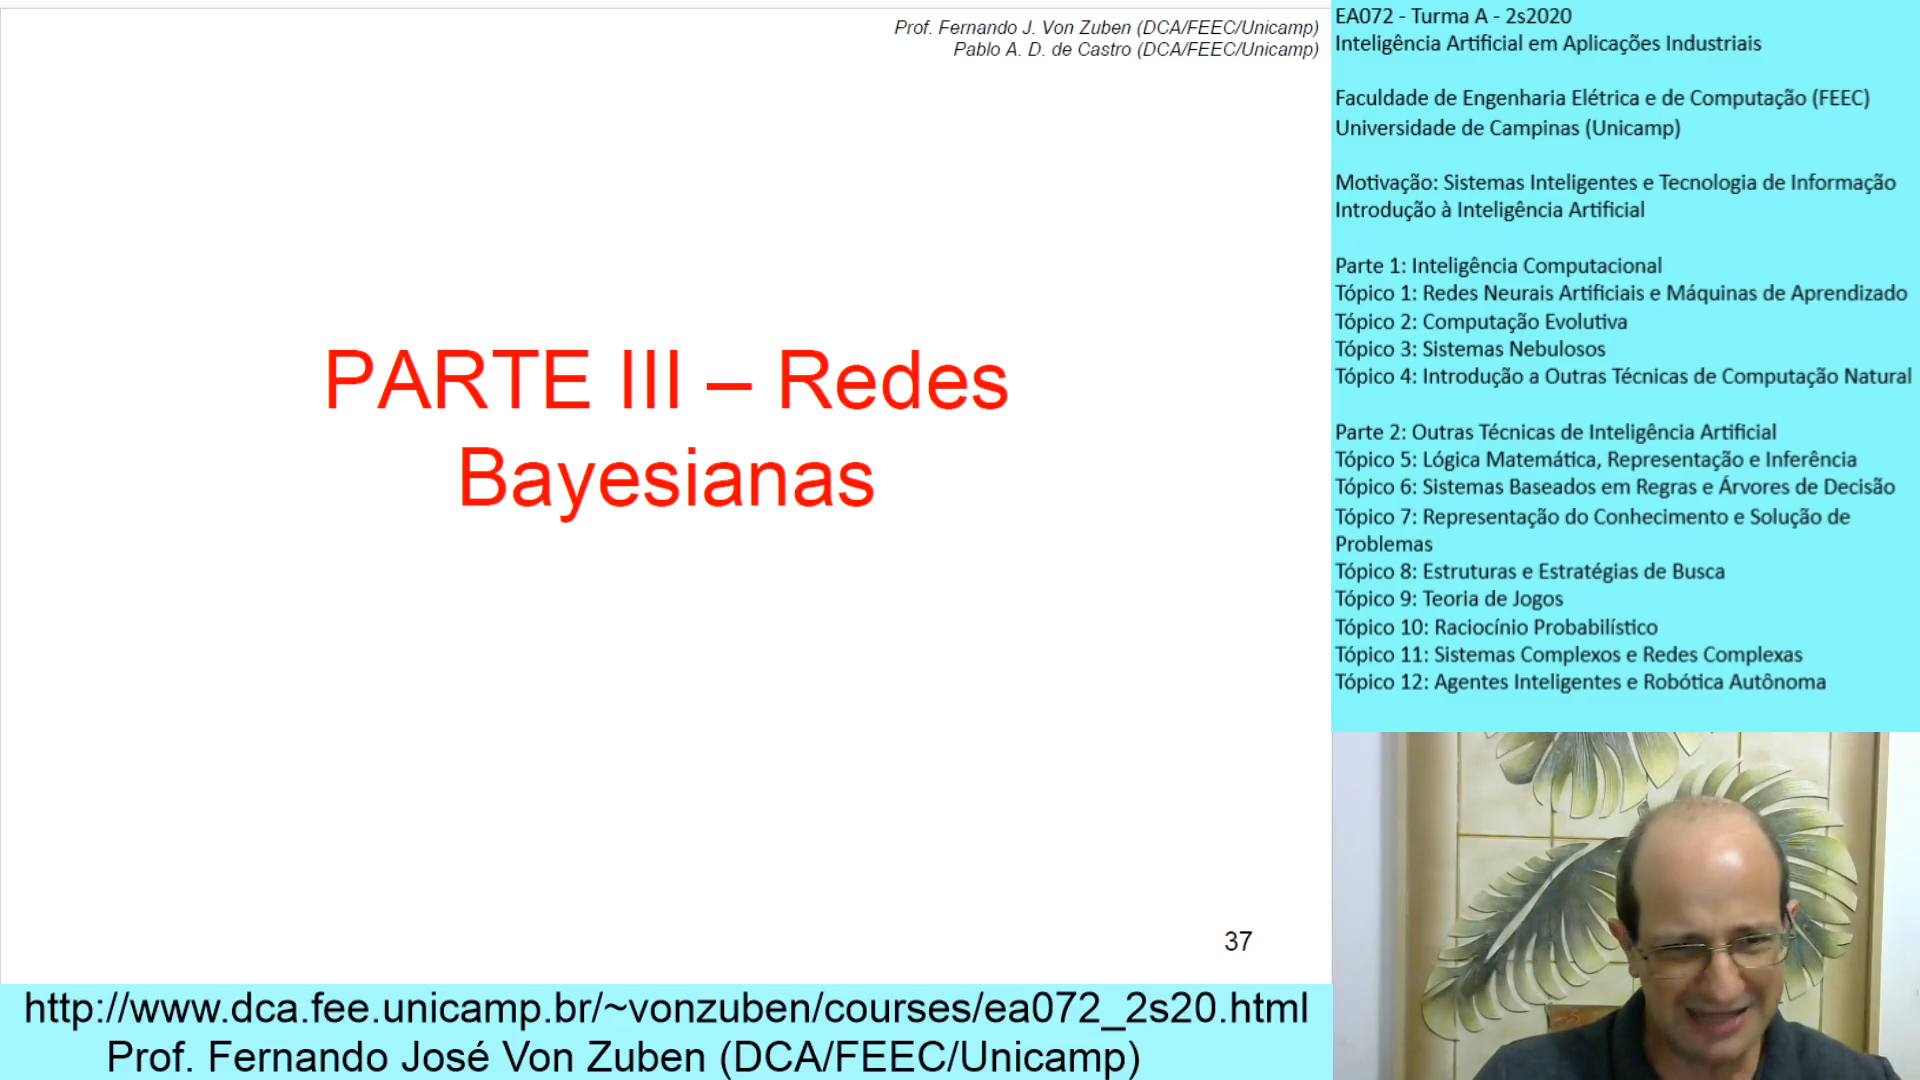 Prof. Fernando J. Von Zuben (DCA/FEEC/Unicamp)
Pablo A. D. de Castro (DCA/FEEC/Unicamp)
PARTE III – Redes
Bayesianas
37
http://www.dca.fee.unicamp.br/~vonzuben/courses/ea072_2s20.html
Prof. Fernando José Von Zuben (DCA/FEEC/Unicamp)
EA072 - Turma A - 2s2020
Inteligência Artificial em Aplicações Industriais
Faculdade de Engenharia Elétrica e de Computação (FEEC)
Universidade de Campinas (Unicamp)
Motivação: Sistemas Inteligentes e Tecnologia de Informação
Introdução à Inteligência Artificial
Parte 1: Inteligência Computacional
Tópico 1: Redes Neurais Artificiais e Máquinas de Aprendizado
Tópico 2: Computação Evolutiva
Tópico 3: Sistemas Nebulosos
Tópico 4: Introdução a Outras Técnicas de Computação Natural
Parte 2: Outras Técnicas de Inteligência Artificial
Tópico 5: Lógica Matemática, Representação e Inferência
Tópico 6: Sistemas Baseados em Regras e Árvores de Decisão
Tópico 7: Representação do Conhecimento e Solução de
Problemas
Tópico 8: Estruturas e Estratégias de Busca
Tópico 9: Teoria de Jogos
Tópico 10: Raciocínio Probabilístico
Tópico 11: Sistemas Complexos e Redes Complexas
Tópico 12: Agentes Inteligentes e Robótica Autônoma